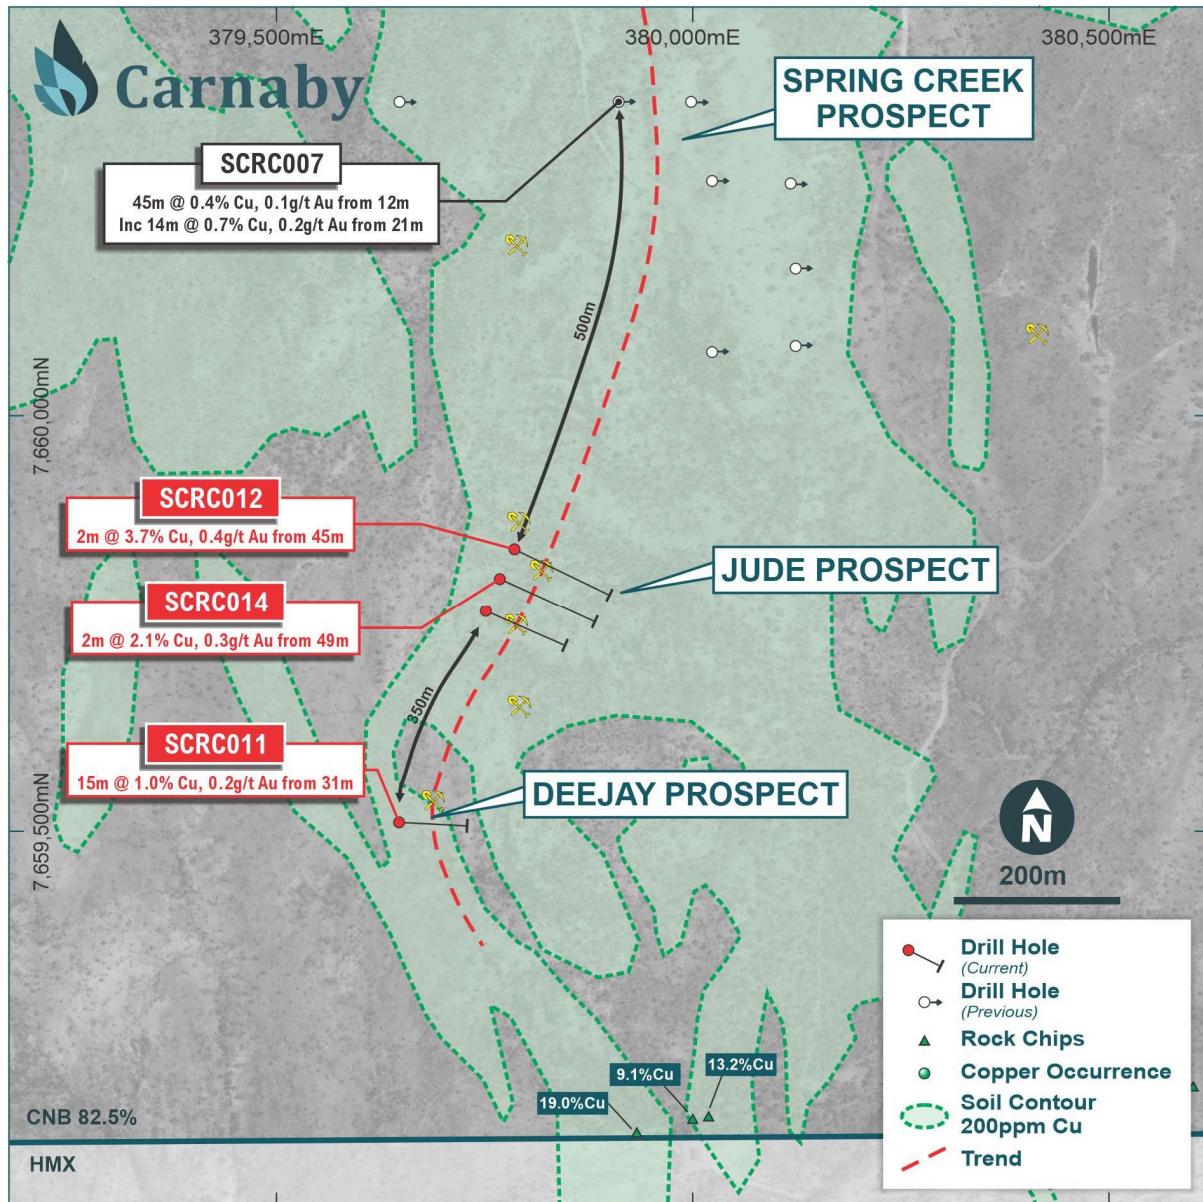 379,500mE
380,000mE
380,500mE
Carnaby
SPRING CREEK
PROSPECT
SCRC007
45m @ 0.4% Cu, 0.1g/t Au from 12m
Inc 14m @ 0.7% Cu, 0.2g/t Au from 21m
500m
7,660,000mN
SCRC012
2m @ 3.7% Cu, 0.4g/t Au from 45m
JUDE PROSPECT
SCRC014
2m @ 2.1% Cu, 0.3g/t Au from 49m
350m
SCRC011
15m @ 1.0% Cu, 0.2g/t Au from 31m
DEEJAY PROSPECT
7,659,500mN
N
200m
Drill Hole
(Current)
Drill Hole
(Previous)
Rock Chips
Copper Occurrence
Soil Contour
200ppm Cu
Trend
13.2%Cu
9.1%Cu
19.0%Cu
CNB 82.5%
HMX